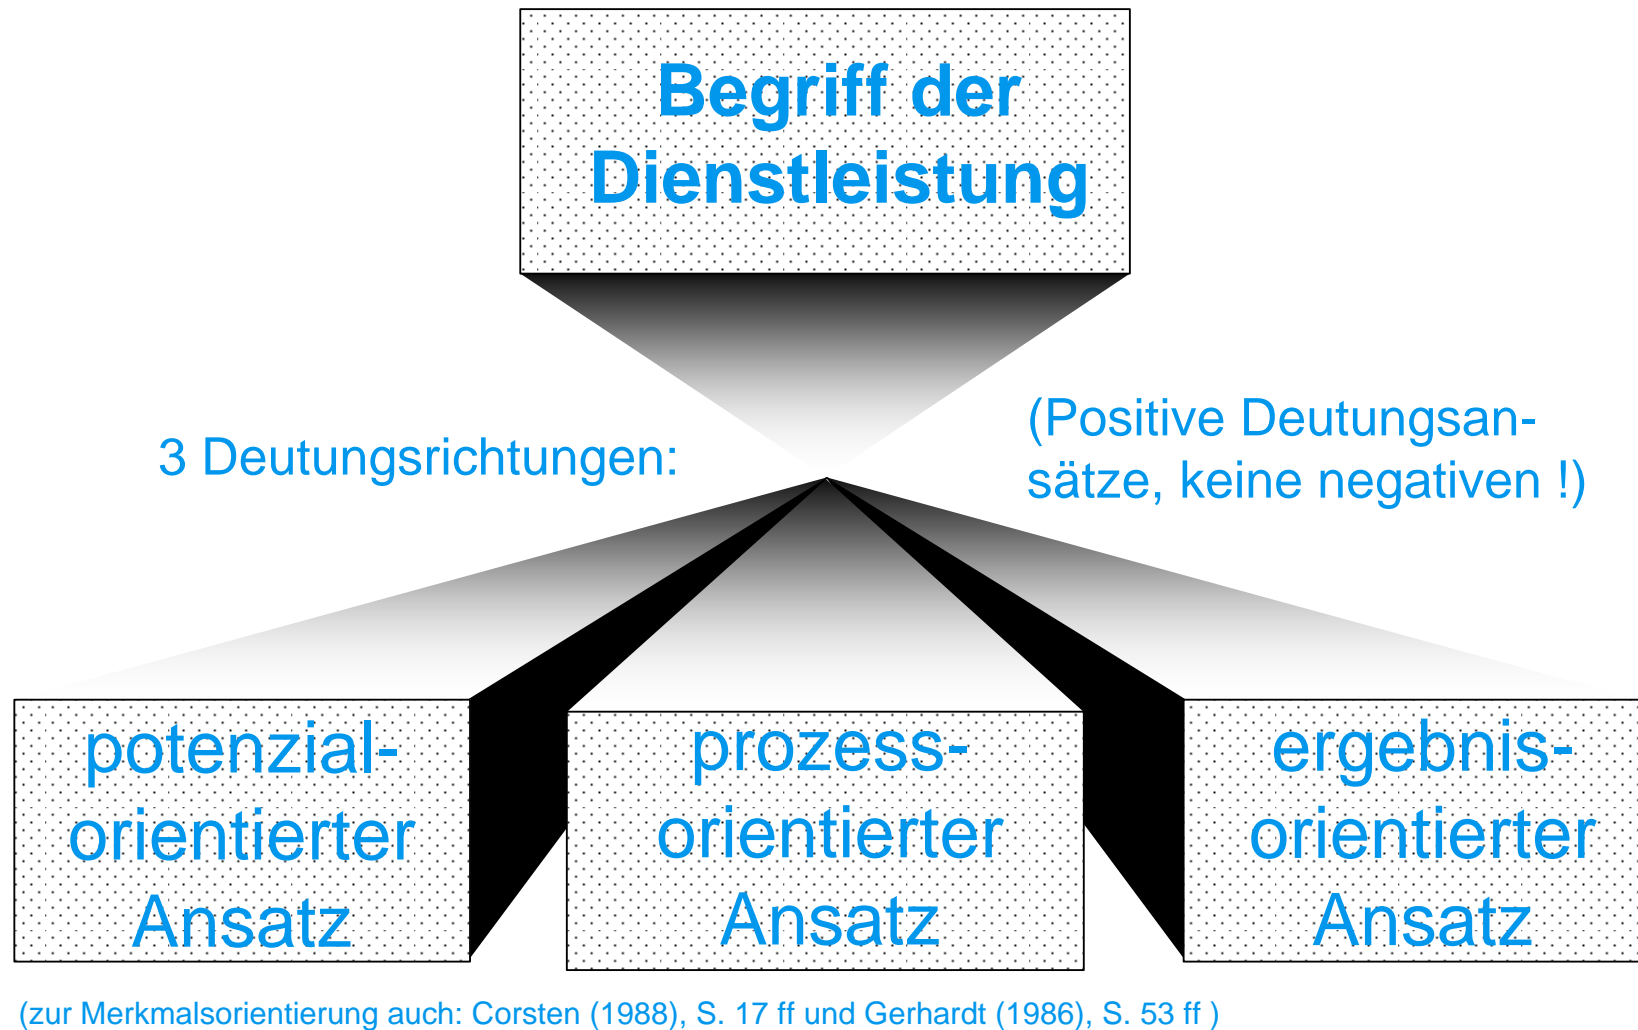 Begriff der
Dienstleistung
3 Deutungsrichtungen:
(Positive Deutungsan-
sätze, keine negativen !)
potenzial-
orientierter
Ansatz
prozess-
orientierter
Ansatz
ergebnis-
orientierter
Ansatz
(zur Merkmalsorientierung auch: Corsten (1988), S. 17 ff und Gerhardt (1986), S. 53 ff )